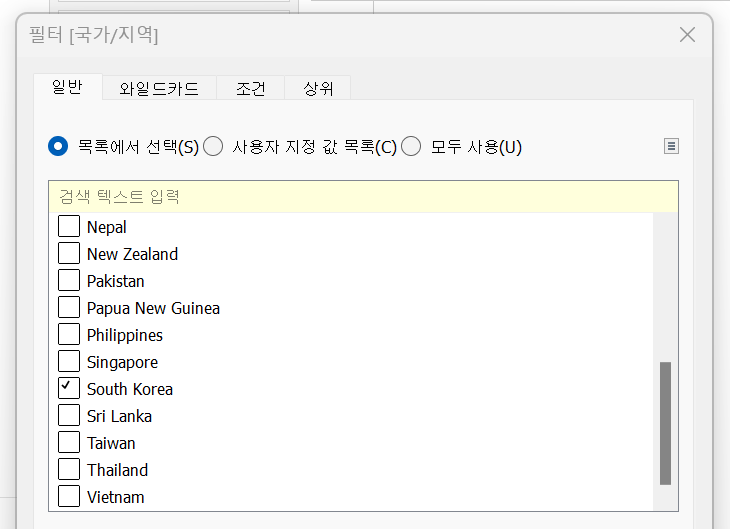 필터 [국가/지역]
일반 와일드카드 조건 상위
목록에서 선택(S) 사용자 지정 값 목록(C) 모두 사용(U)
검색 텍스트 입력
Nepal
New Zealand
Pakistan
Papua New Guinea
Philippines
Singapore
South Korea
Sri Lanka
Taiwan
Thailand
Vietnam